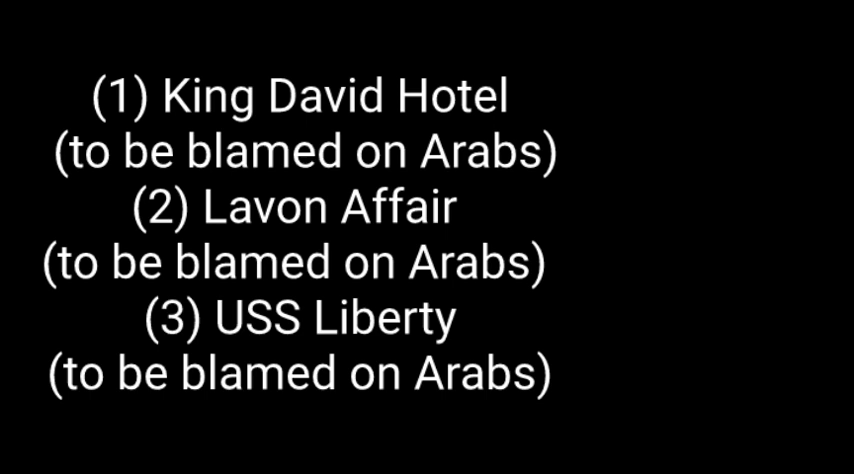 (1) King David Hotel
(to be blamed on Arabs)
(2) Lavon Affair
(to be blamed on Arabs)
(3) USS Liberty
(to be blamed on Arabs)